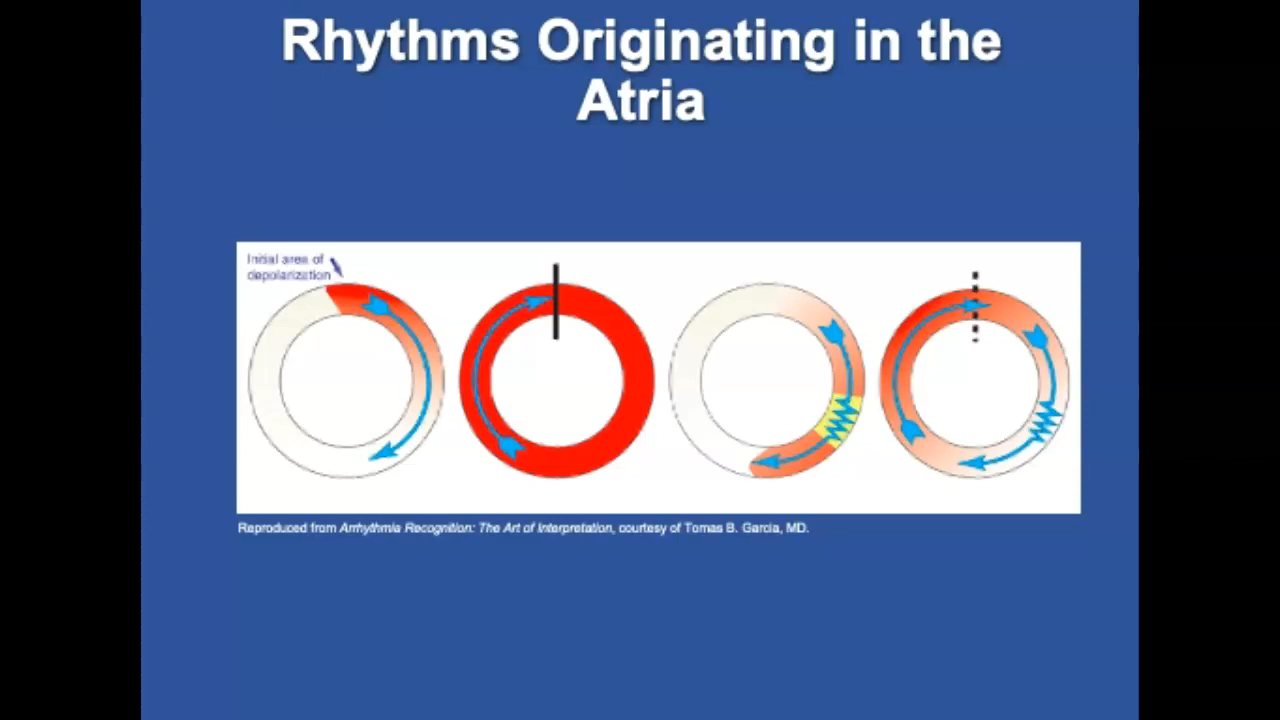 Rhythms Originating in the
Atria
Initial area of
depolarization
Reproduced from Arrhythmia Recognition: The Art of Interpretation, courtesy of Tomas B. Garcia, MD.